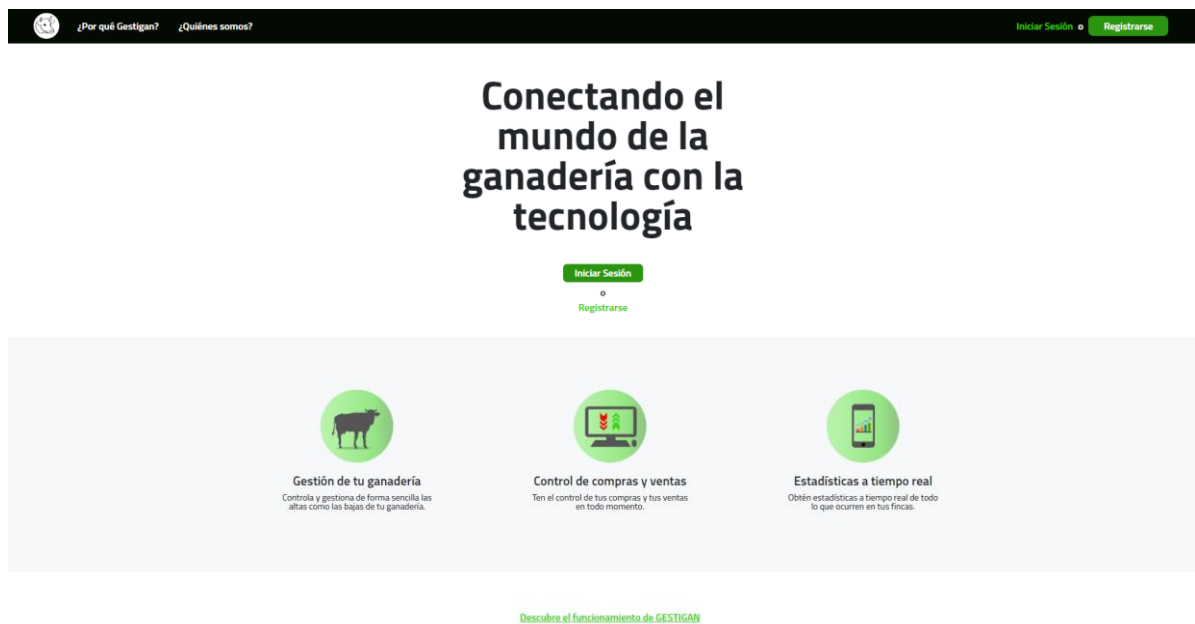 ¿Por qué Gestigan? ¿Quiénes somos? Iniciar Sesión o Registrarse
Conectando el
mundo de la
ganadería con la
tecnología
Iniciar Sesión
o
Registrarse
Gestión de tu ganadería
Controla y gestiona de forma sencilla las
altas como las bajas de tu ganadería.
Control de compras y ventas
Ten el control de tus compras y tus ventas
en todo momento.
Estadísticas a tiempo real
Obtén estadísticas a tiempo real de todo
lo que ocurren en tus fincas.
Descubre el funcionamiento de GESTIGAN